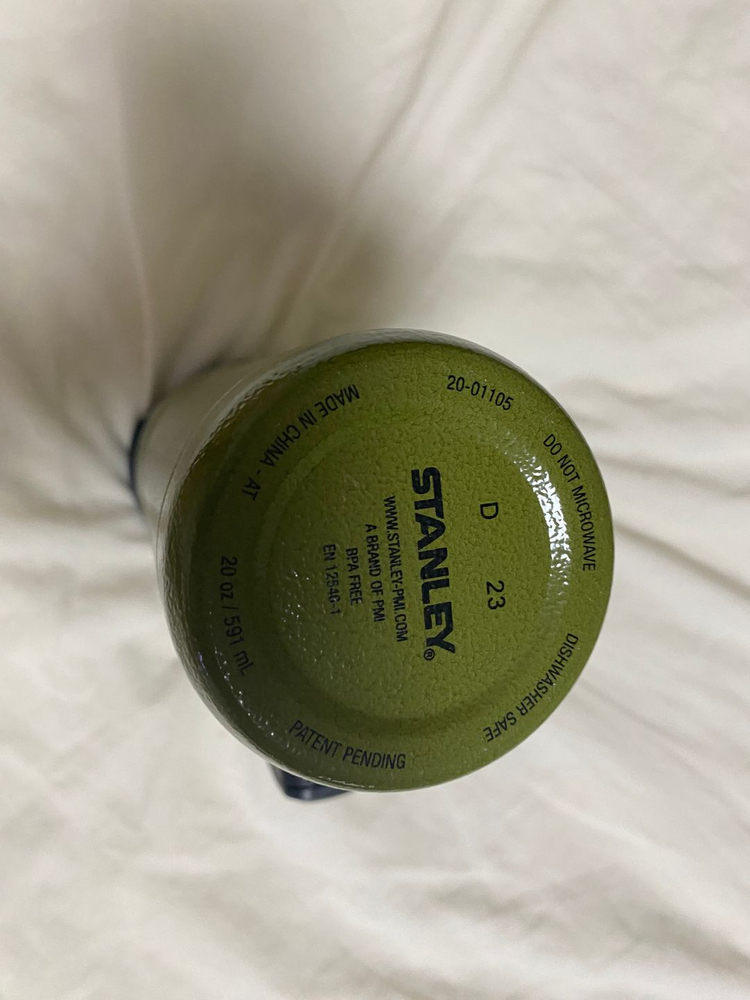 D 23
STANLEY®
WWW.STANLEY-PMI.COM
A BRAND OF PMI
BPA FREE
EN 12546-1
20-01105
DO NOT MICROWAVE
DISHWASHER SAFE
PATENT PENDING
20 oz / 591 mL
MADE IN CHINA - AT